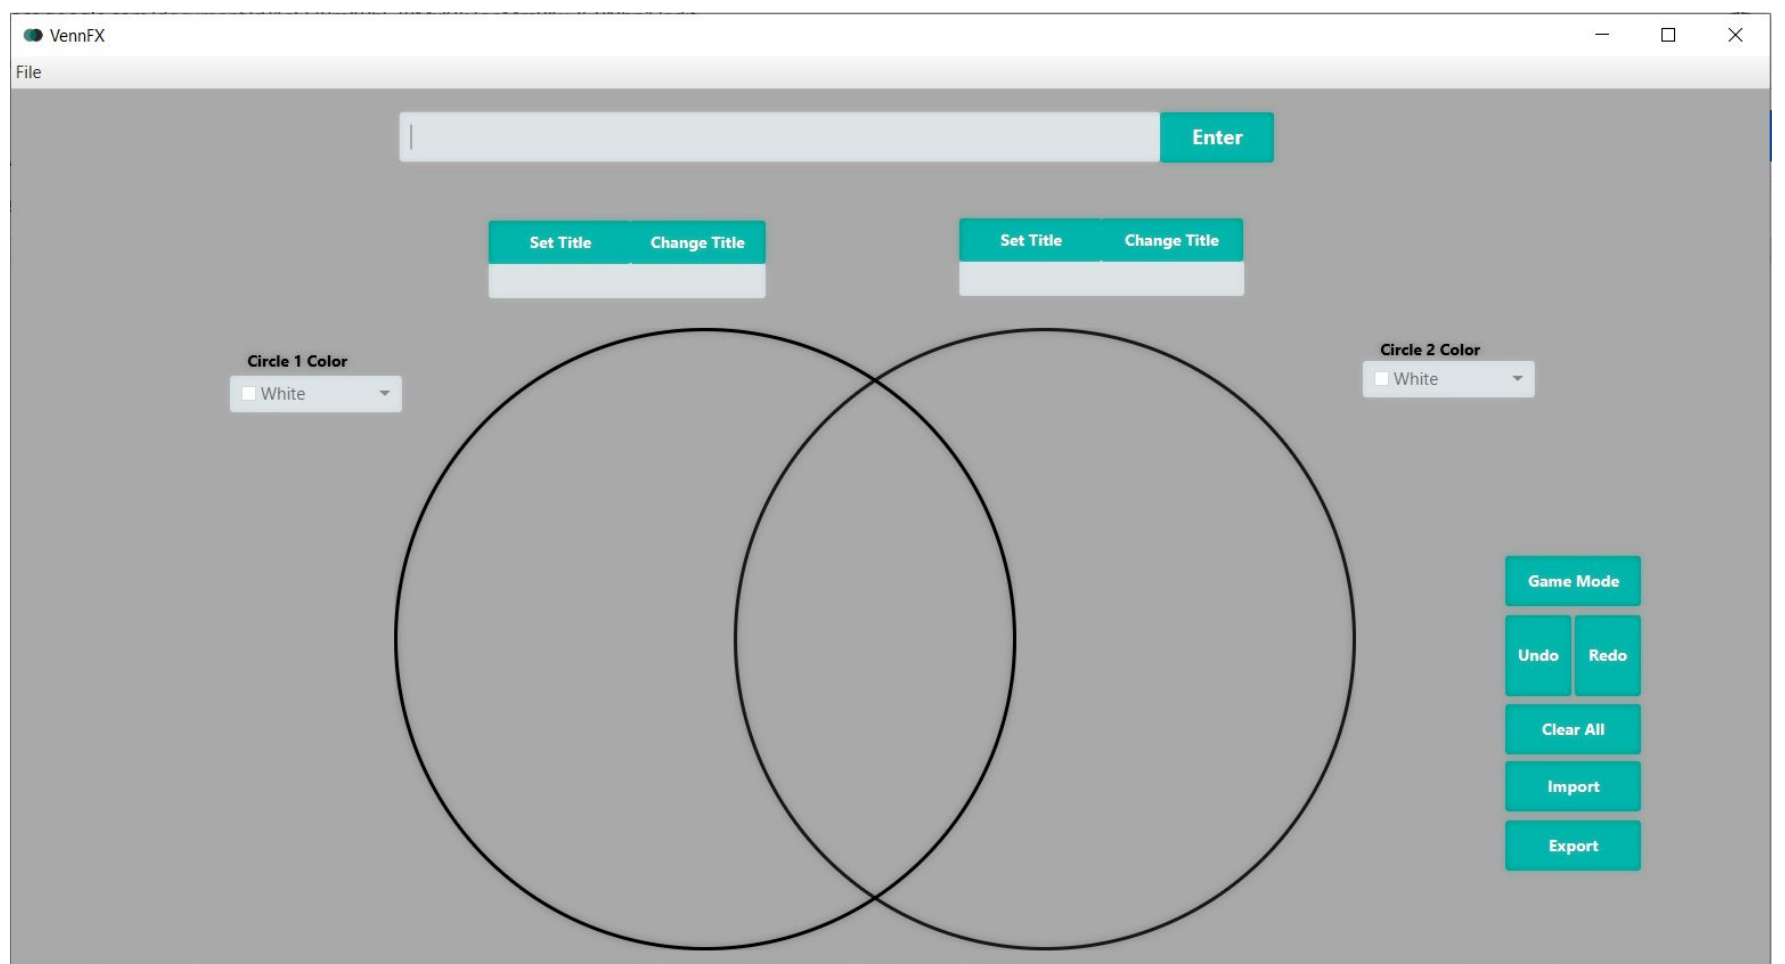 VennFX
File
Enter
Set Title Change Title
Set Title Change Title
Circle 1 Color
White
Circle 2 Color
White
Game Mode
Undo Redo
Clear All
Import
Export